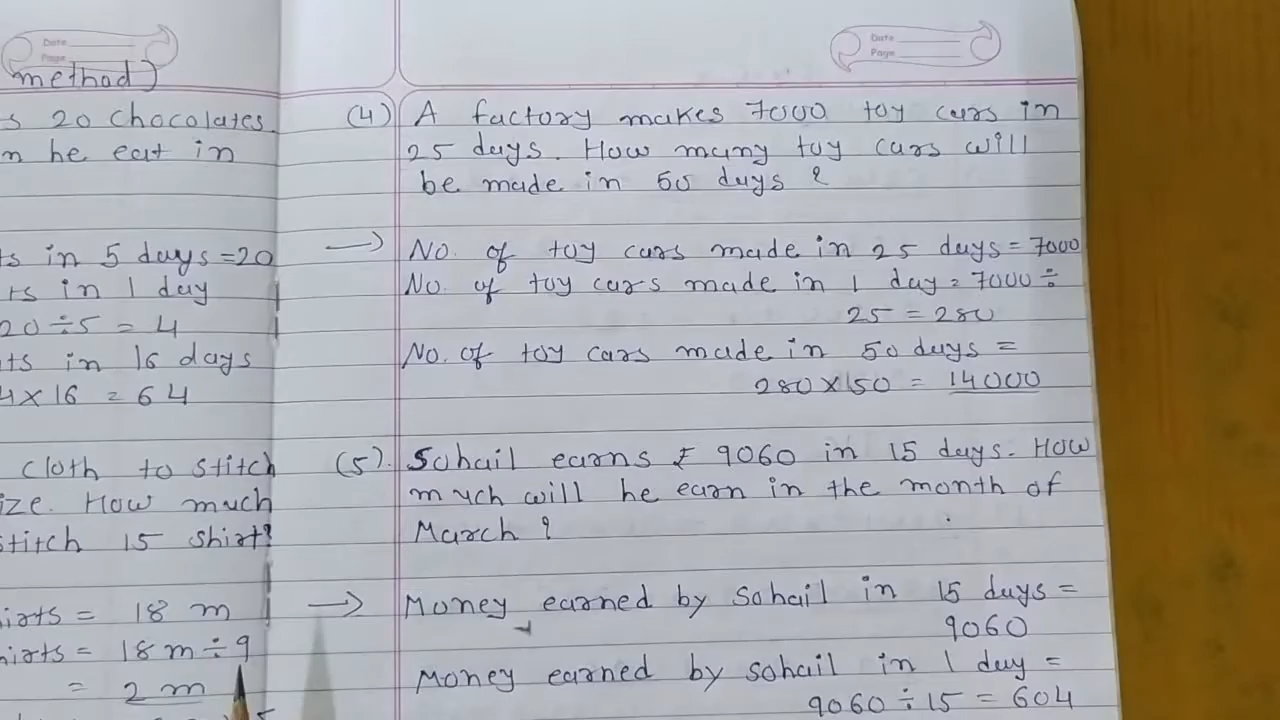 Date
Page
method)
s 20 chocolates
n he eat in
ts in 5 days = 20
ts in 1 day
20 ÷ 5 = 4
ts in 16 days
4 x 16 = 64
cloth to stitch
ize. How much
stitch 15 shirt?
irts = 18 m
hirts = 18 m ÷ 9
= 2 m
Date
Page
(4) A factory makes 7000 toy cars in
25 days. How many toy cars will
be made in 50 days ?
→ No. of toy cars made in 25 days = 7000
No. of toy cars made in 1 day = 7000 ÷
25 = 280
No. of toy cars made in 50 days =
280 x 50 = 14000
(5). Sohail earns ₹ 9060 in 15 days. How
much will he earn in the month of
March ?
→ Money earned by Sohail in 15 days =
9060
Money earned by sohail in 1 day =
9060 ÷ 15 = 604